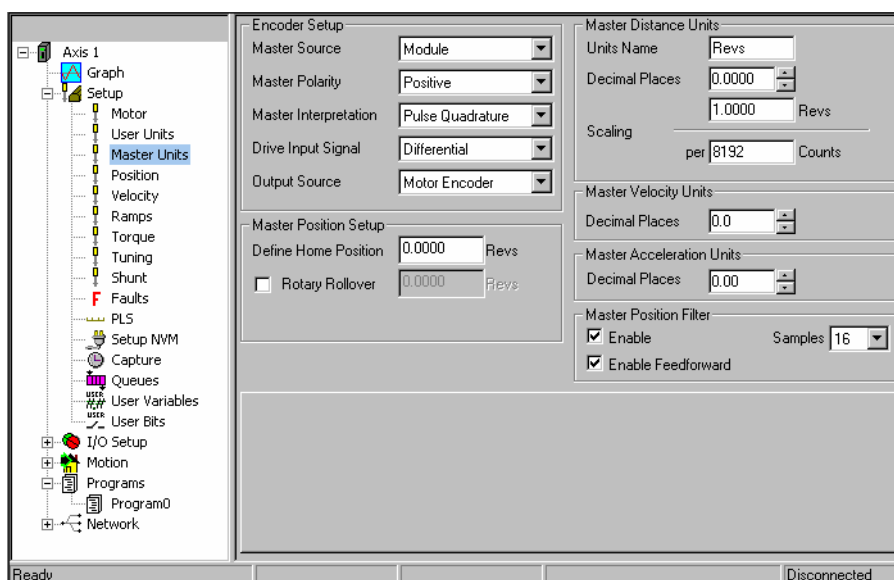 Axis 1
Graph
Setup
Motor
User Units
Master Units
Position
Velocity
Ramps
Torque
Tuning
Shunt
F Faults
PLS
Setup NVM
Capture
Queues
USER
#.#
User Variables
USER
User Bits
I/O Setup
Motion
Programs
Program0
Network
Encoder Setup
Master Source Module
Master Polarity Positive
Master Interpretation Pulse Quadrature
Drive Input Signal Differential
Output Source Motor Encoder
Master Position Setup
Define Home Position 0.0000 Revs
Rotary Rollover 0.0000 Revs
Master Distance Units
Units Name Revs
Decimal Places 0.0000
1.0000 Revs
Scaling
per 8192 Counts
Master Velocity Units
Decimal Places 0.0
Master Acceleration Units
Decimal Places 0.00
Master Position Filter
Enable Samples 16
Enable Feedforward
Ready Disconnected